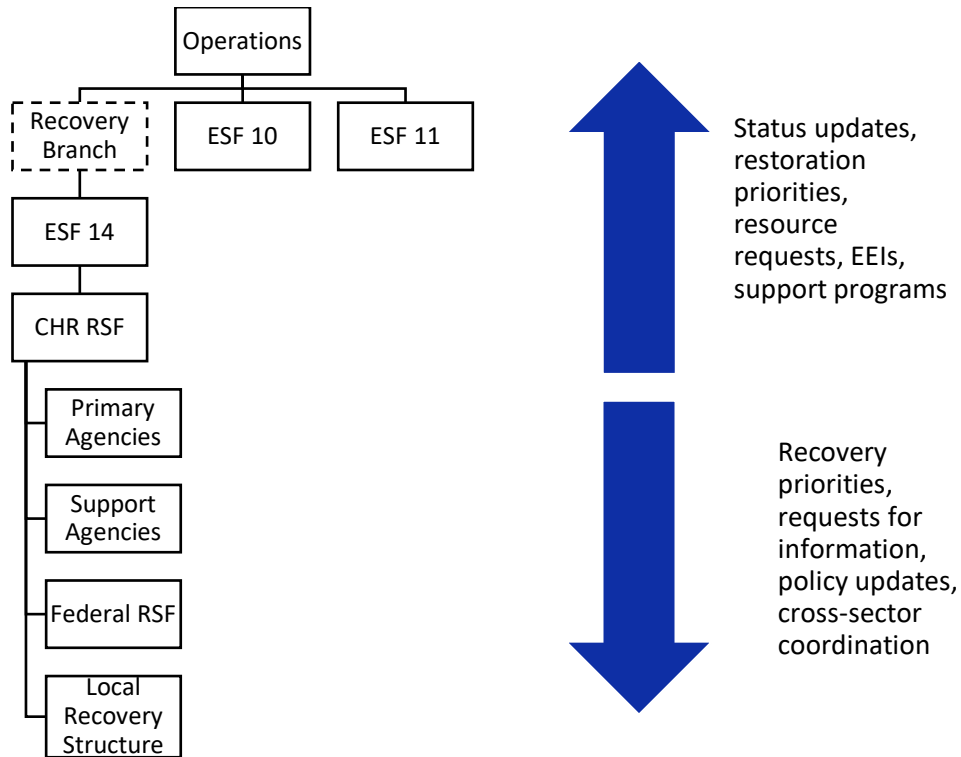 Operations
Recovery
Branch
ESF 10
ESF 11
ESF 14
CHR RSF
Primary
Agencies
Support
Agencies
Federal RSF
Local
Recovery
Structure
Status updates,
restoration
priorities,
resource
requests, EEIs,
support programs
Recovery
priorities,
requests for
information,
policy updates,
cross-sector
coordination